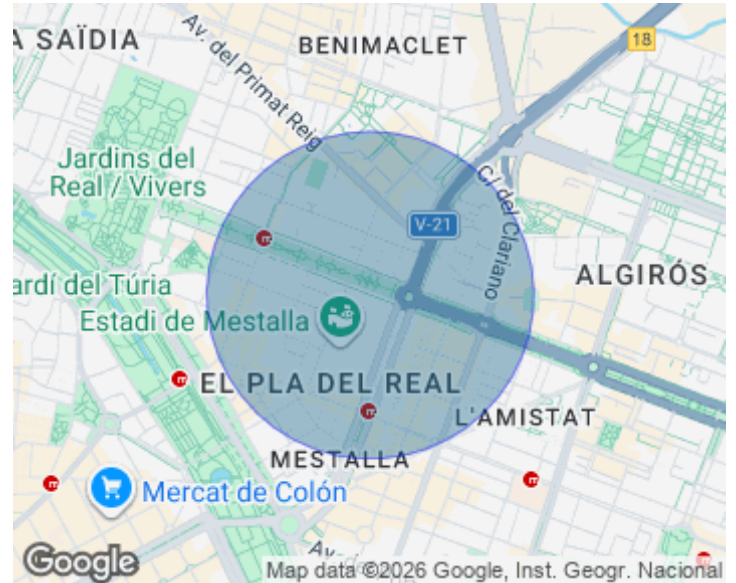 A SAÏDIA
BENIMACLET
18
Av. del Primat Reig
Jardins del
Real / Vivers
V-21
C/ del Clariano
ALGIRÓS
ardí del Túria
Estadi de Mestalla
EL PLA DEL REAL
L'AMISTAT
MESTALLA
Mercat de Colón
Google
Map data ©2026 Google, Inst. Geogr. Nacional